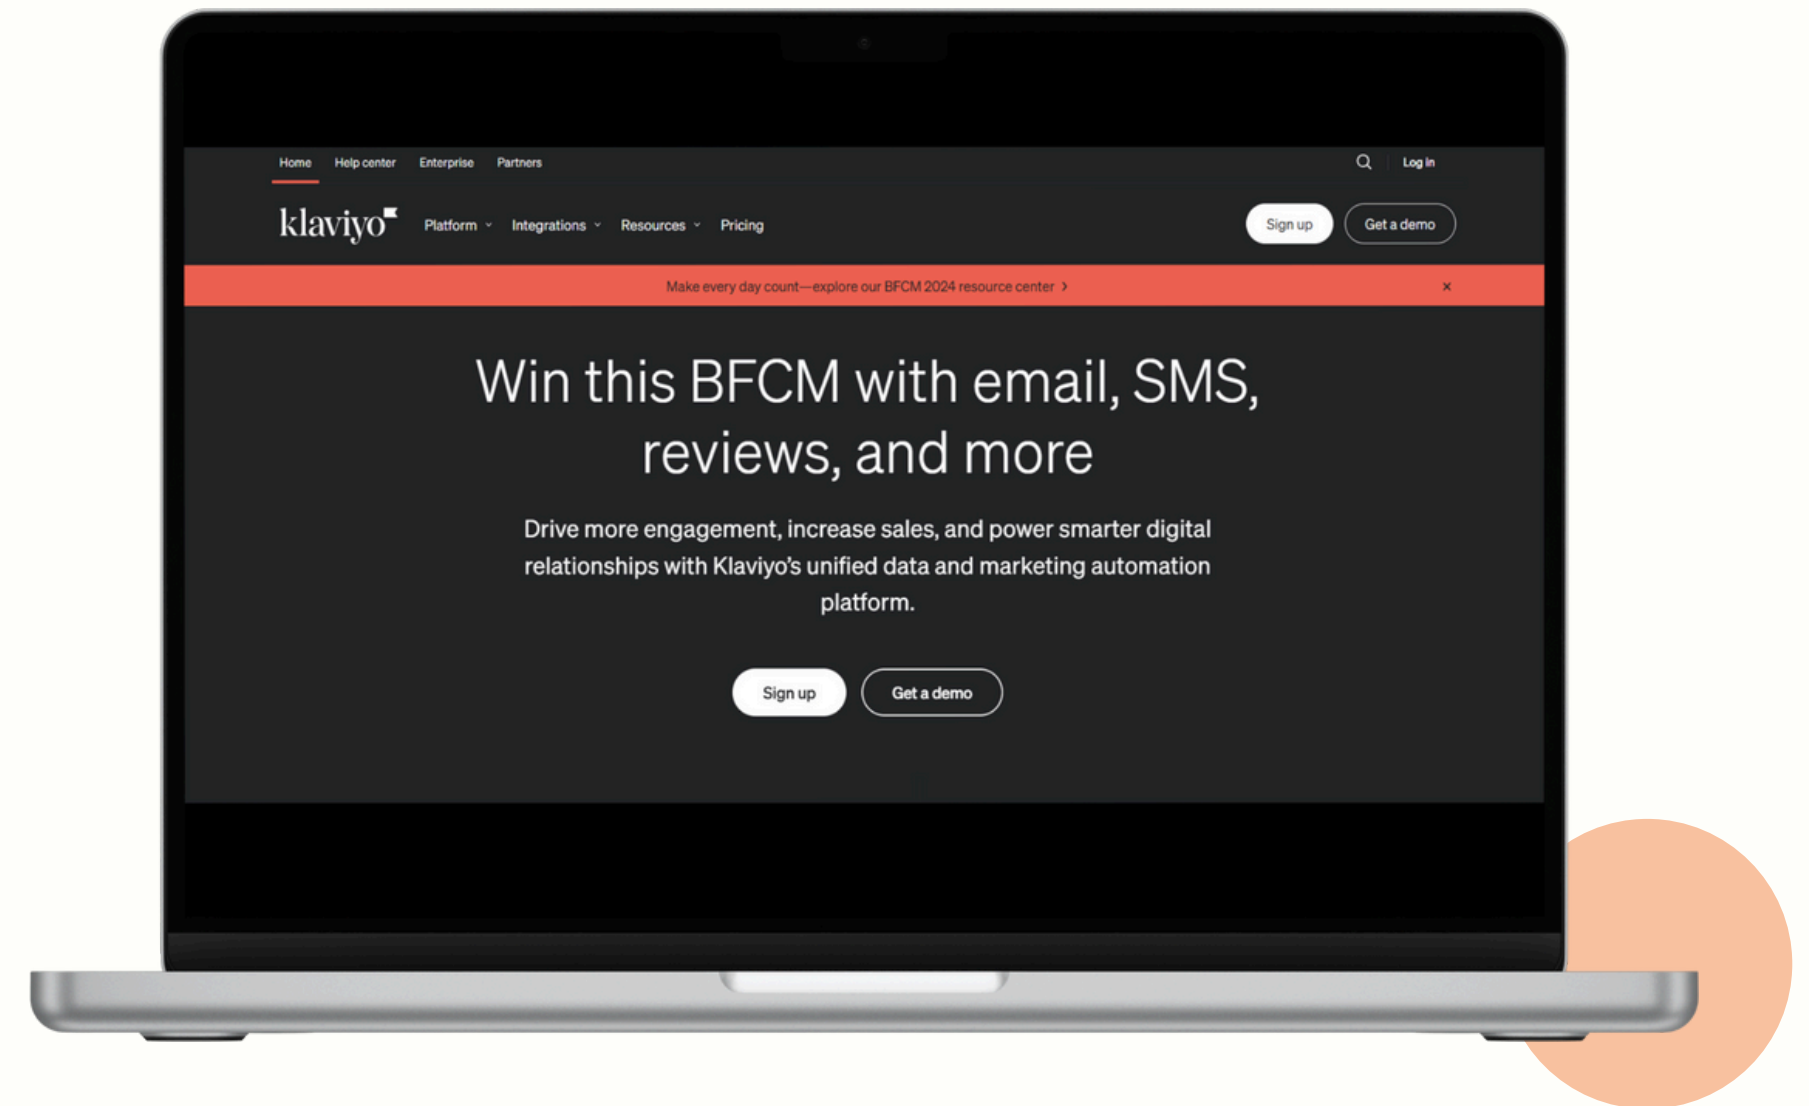 Home Help center Enterprise Partners Log in
klaviyo Platform Integrations Resources Pricing Sign up Get a demo
Make every day count—explore our BFCM 2024 resource center
Win this BFCM with email, SMS,
reviews, and more
Drive more engagement, increase sales, and power smarter digital
relationships with Klaviyo’s unified data and marketing automation
platform.
Sign up Get a demo